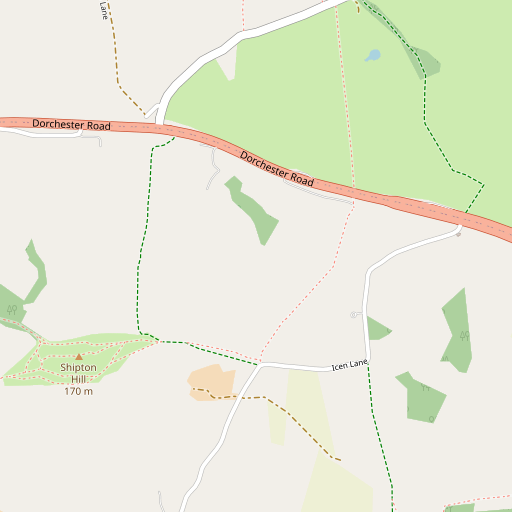 Lane
Dorchester Road
Dorchester Road
Shipton
Hill
170 m
Icen Lane